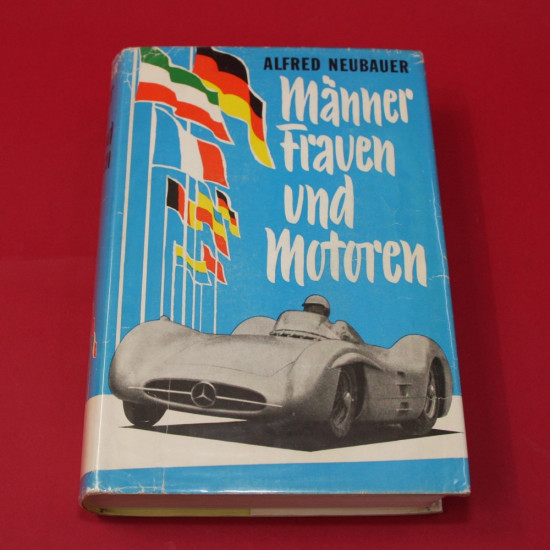 ALFRED NEUBAUER
Männer
Frauen
und
Motoren